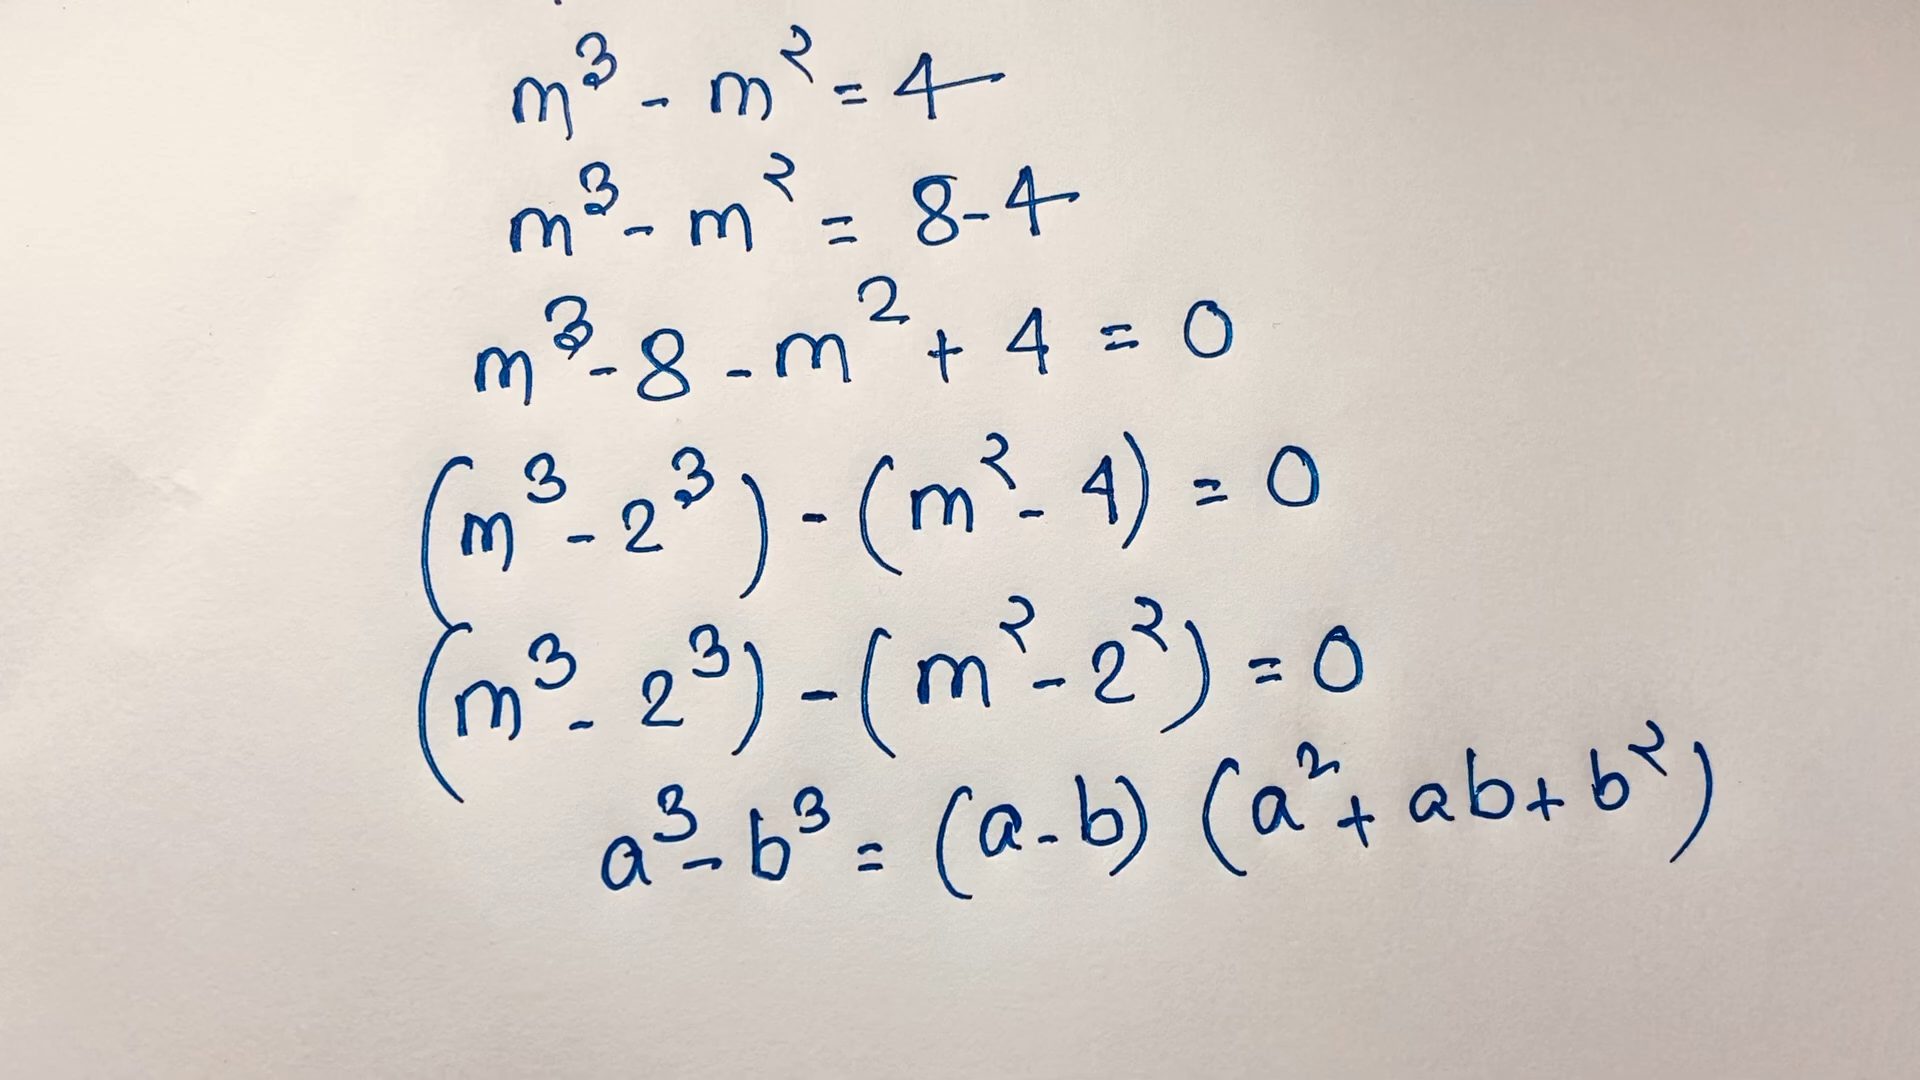 m³ - m² = 4
m³ - m² = 8-4
m³ - 8 - m² + 4 = 0
(m³ - 2³) - (m² - 4) = 0
(m³ - 2³) - (m² - 2²) = 0
a³ - b³ = (a-b) (a² + ab + b²)